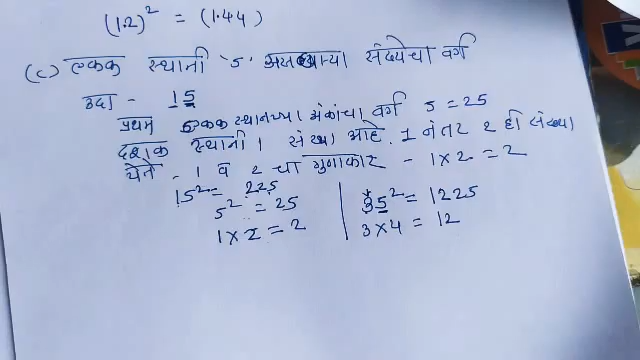 (1.2)² = (1.44)
(c) एकक स्थानी '5' असणाऱ्या संख्येचा वर्ग
उदा - 15
प्रथम एकक स्थानच्या अंकांचा वर्ग 5 = 25
दशक स्थानी 1 संख्या आहे. 1 नंतर 2 ही संख्या
येते - 1 व 2 चा गुणाकार - 1 × 2 = 2
15² = 225
5² = 25
1 × 2 = 2
35² = 1225
3 × 4 = 12